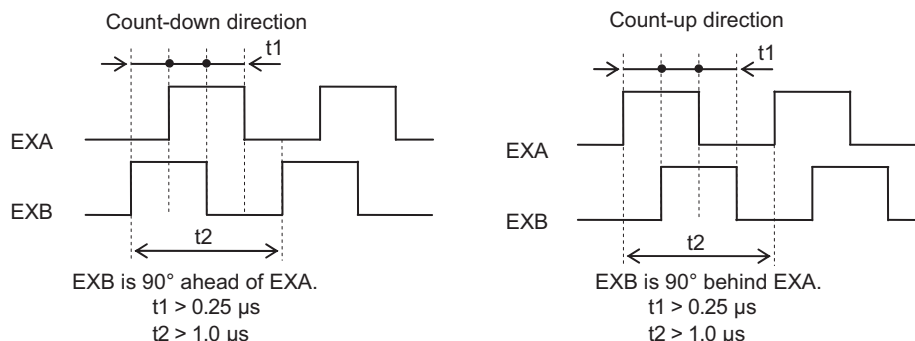 Count-down direction
t1
EXA
EXB
t2
EXB is 90° ahead of EXA.
t1 > 0.25 µs
t2 > 1.0 µs
Count-up direction
t1
EXA
EXB
t2
EXB is 90° behind EXA.
t1 > 0.25 µs
t2 > 1.0 µs